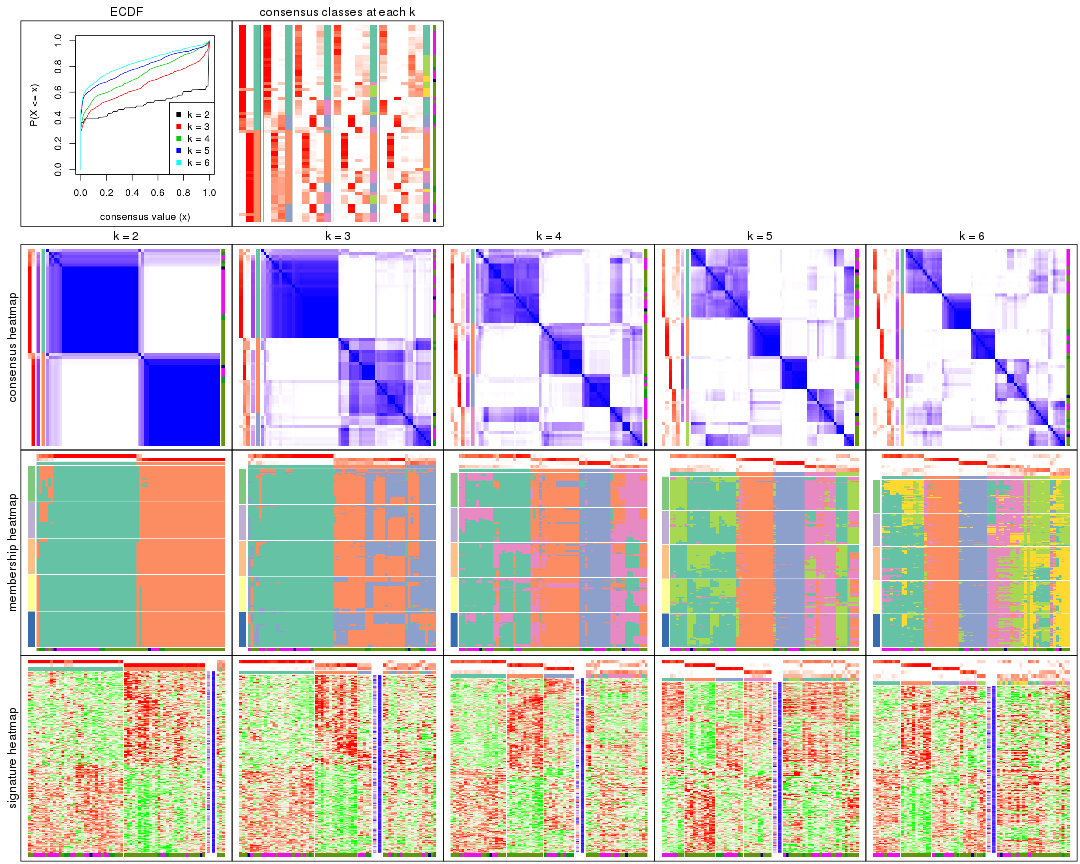 ECDF
consensus classes at each k
P(X <= x)
0.0 0.2 0.4 0.6 0.8 1.0
k = 2
k = 3
k = 4
k = 5
k = 6
0.0 0.2 0.4 0.6 0.8 1.0
consensus value (x)
k = 2 k = 3 k = 4 k = 5 k = 6
consensus heatmap
membership heatmap
signature heatmap